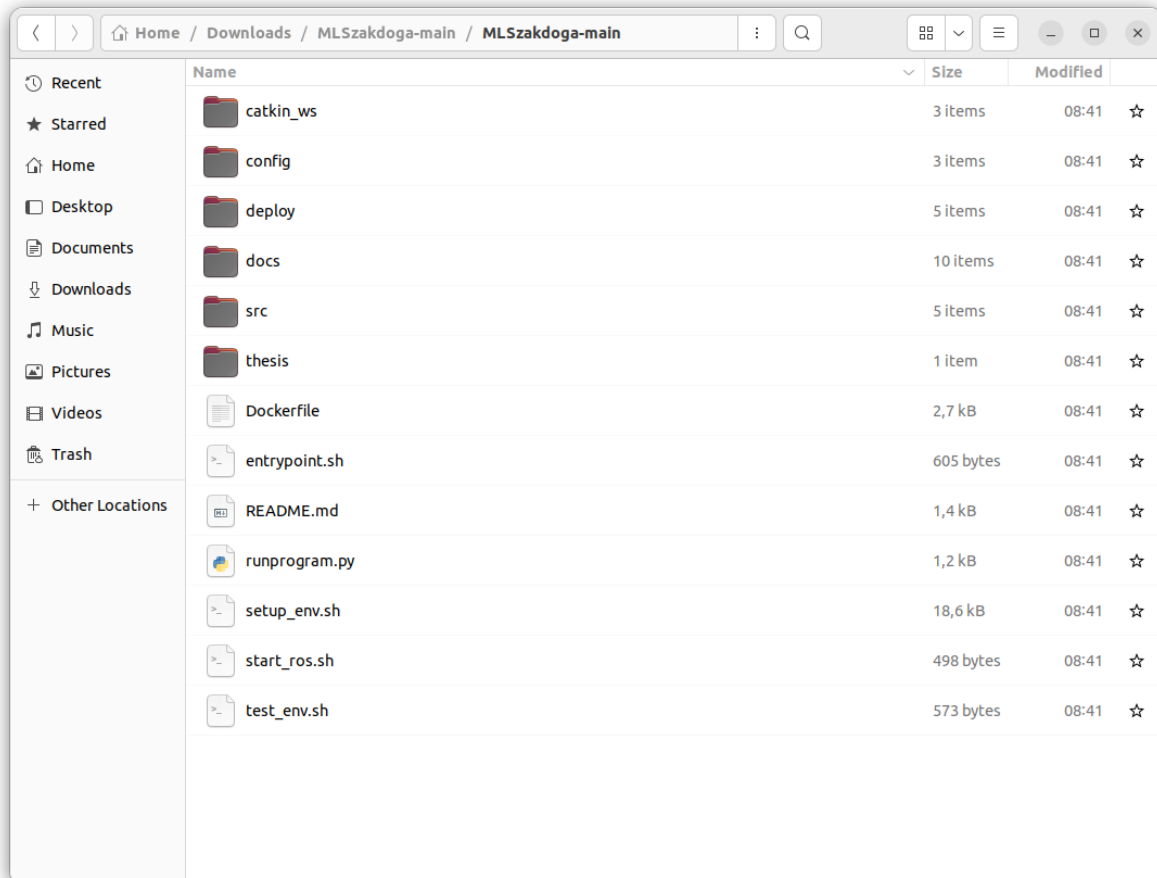 Home / Downloads / MLSzakdoga-main / MLSzakdoga-main
Recent
Starred
Home
Desktop
Documents
Downloads
Music
Pictures
Videos
Trash
+ Other Locations
Name Size Modified
catkin_ws 3 items 08:41
config 3 items 08:41
deploy 5 items 08:41
docs 10 items 08:41
src 5 items 08:41
thesis 1 item 08:41
Dockerfile 2,7 kB 08:41
entrypoint.sh 605 bytes 08:41
README.md 1,4 kB 08:41
runprogram.py 1,2 kB 08:41
setup_env.sh 18,6 kB 08:41
start_ros.sh 498 bytes 08:41
test_env.sh 573 bytes 08:41